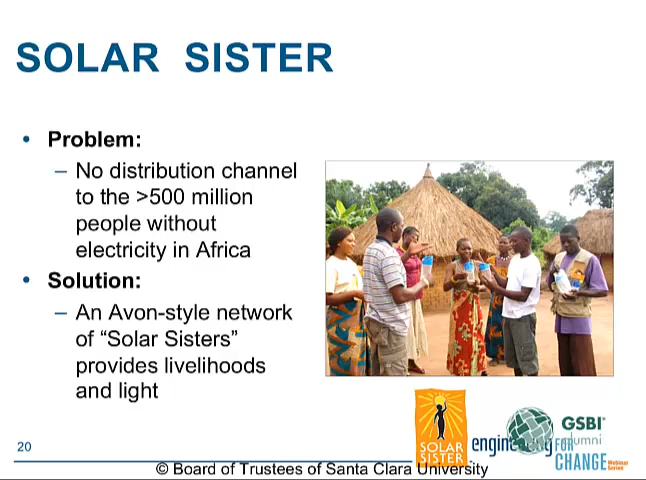 SOLAR SISTER
• Problem:
– No distribution channel
to the >500 million
people without
electricity in Africa
• Solution:
– An Avon-style network
of “Solar Sisters”
provides livelihoods
and light
SOLAR
SISTER
engineering FOR
CHANGE Webinar
Series
GSBI™
alumni
20
© Board of Trustees of Santa Clara University